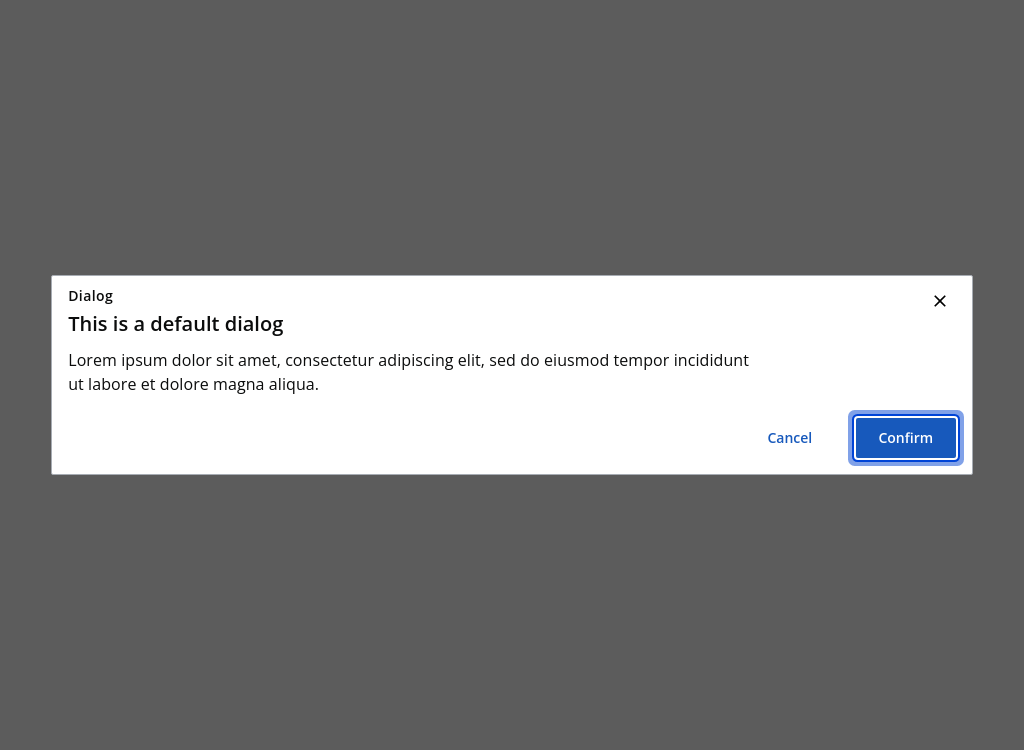 Dialog
This is a default dialog
Lorem ipsum dolor sit amet, consectetur adipiscing elit, sed do eiusmod tempor incididunt
ut labore et dolore magna aliqua.
Cancel
Confirm